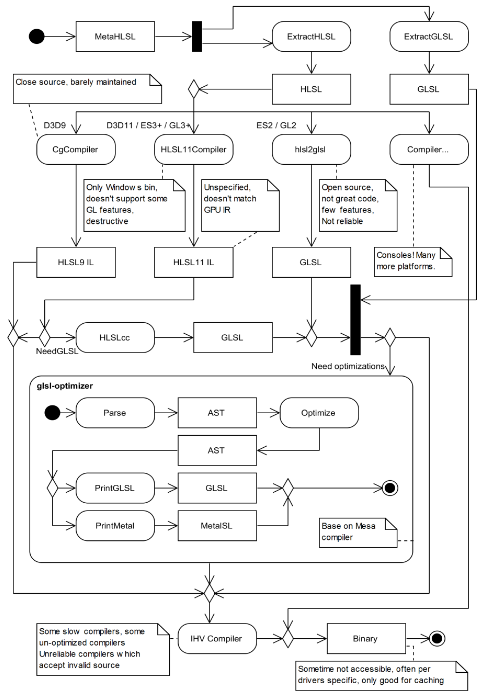 MetaHLSL
ExtractHLSL
ExtractGLSL
Close source, barely maintained
HLSL
GLSL
D3D9
D3D11 / ES3+ / GL3+
ES2 / GL2
CgCompiler
HLSL11Compiler
hlsl2glsl
Compiler...
Only Window s bin,
doesn't support some
GL features,
destructive
Unspecified,
doesn't match
GPU IR
Open source,
not great code,
few features,
Not reliable
Consoles! Many
more platforms.
HLSL9 IL
HLSL11 IL
GLSL
NeedGLSL
HLSLcc
GLSL
Need optimizations
glsl-optimizer
Parse
AST
Optimize
AST
PrintGLSL
GLSL
PrintMetal
MetalSL
Base on Mesa
compiler
Some slow compilers, some
un-optimized compilers
Unreliable compilers w hich
accept invalid source
IHV Compiler
Binary
Sometime not accessible, often per
drivers specific, only good for caching